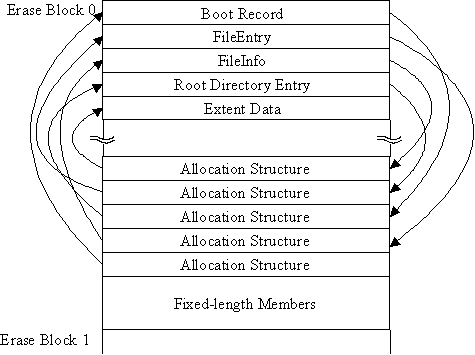 Erase Block 0
Boot Record
FileEntry
FileInfo
Root Directory Entry
Extent Data
Allocation Structure
Allocation Structure
Allocation Structure
Allocation Structure
Allocation Structure
Fixed-length Members
Erase Block 1